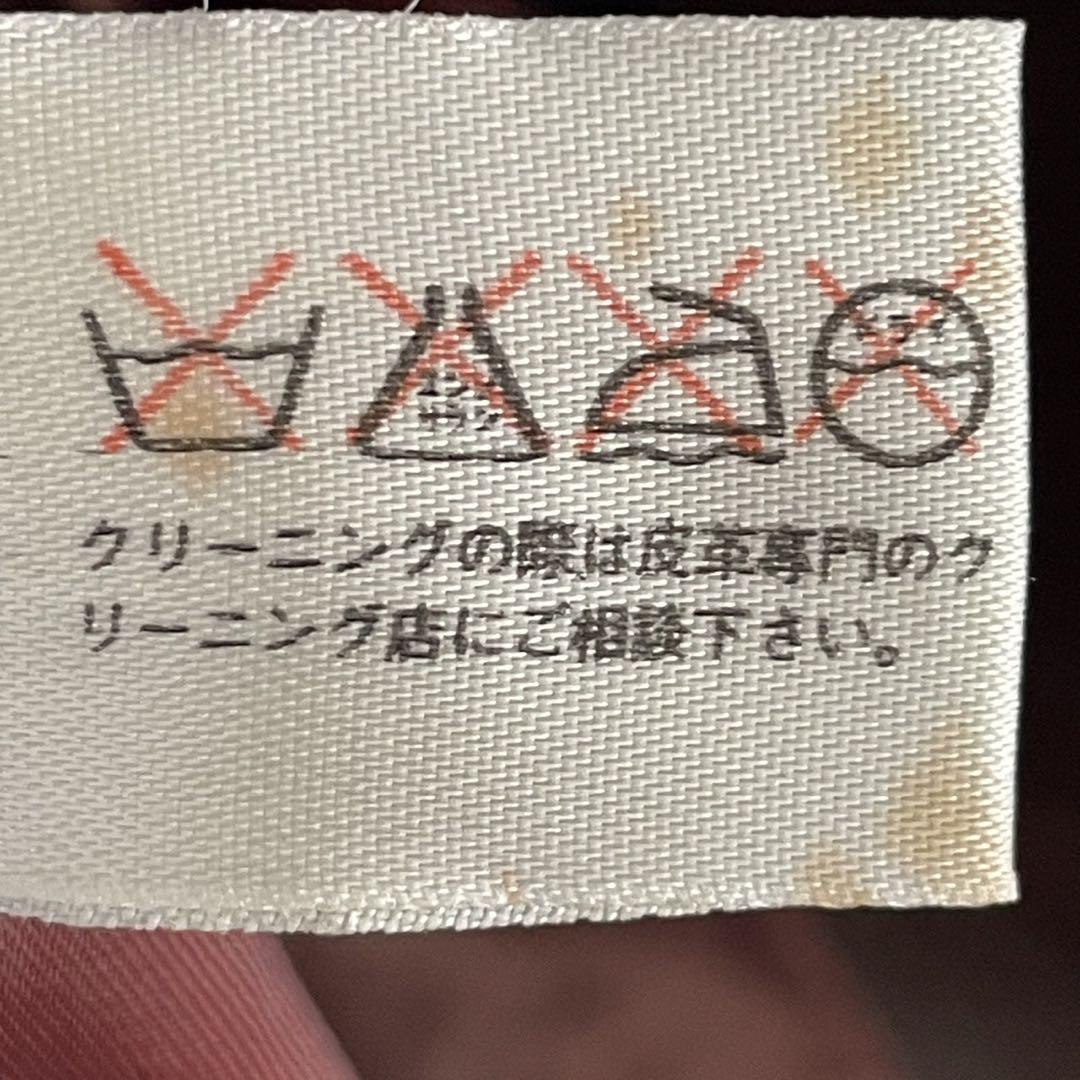 エン
ソサラシ
ドライ
クリーニングの際は皮革専門のク
リーニング店にご相談下さい。